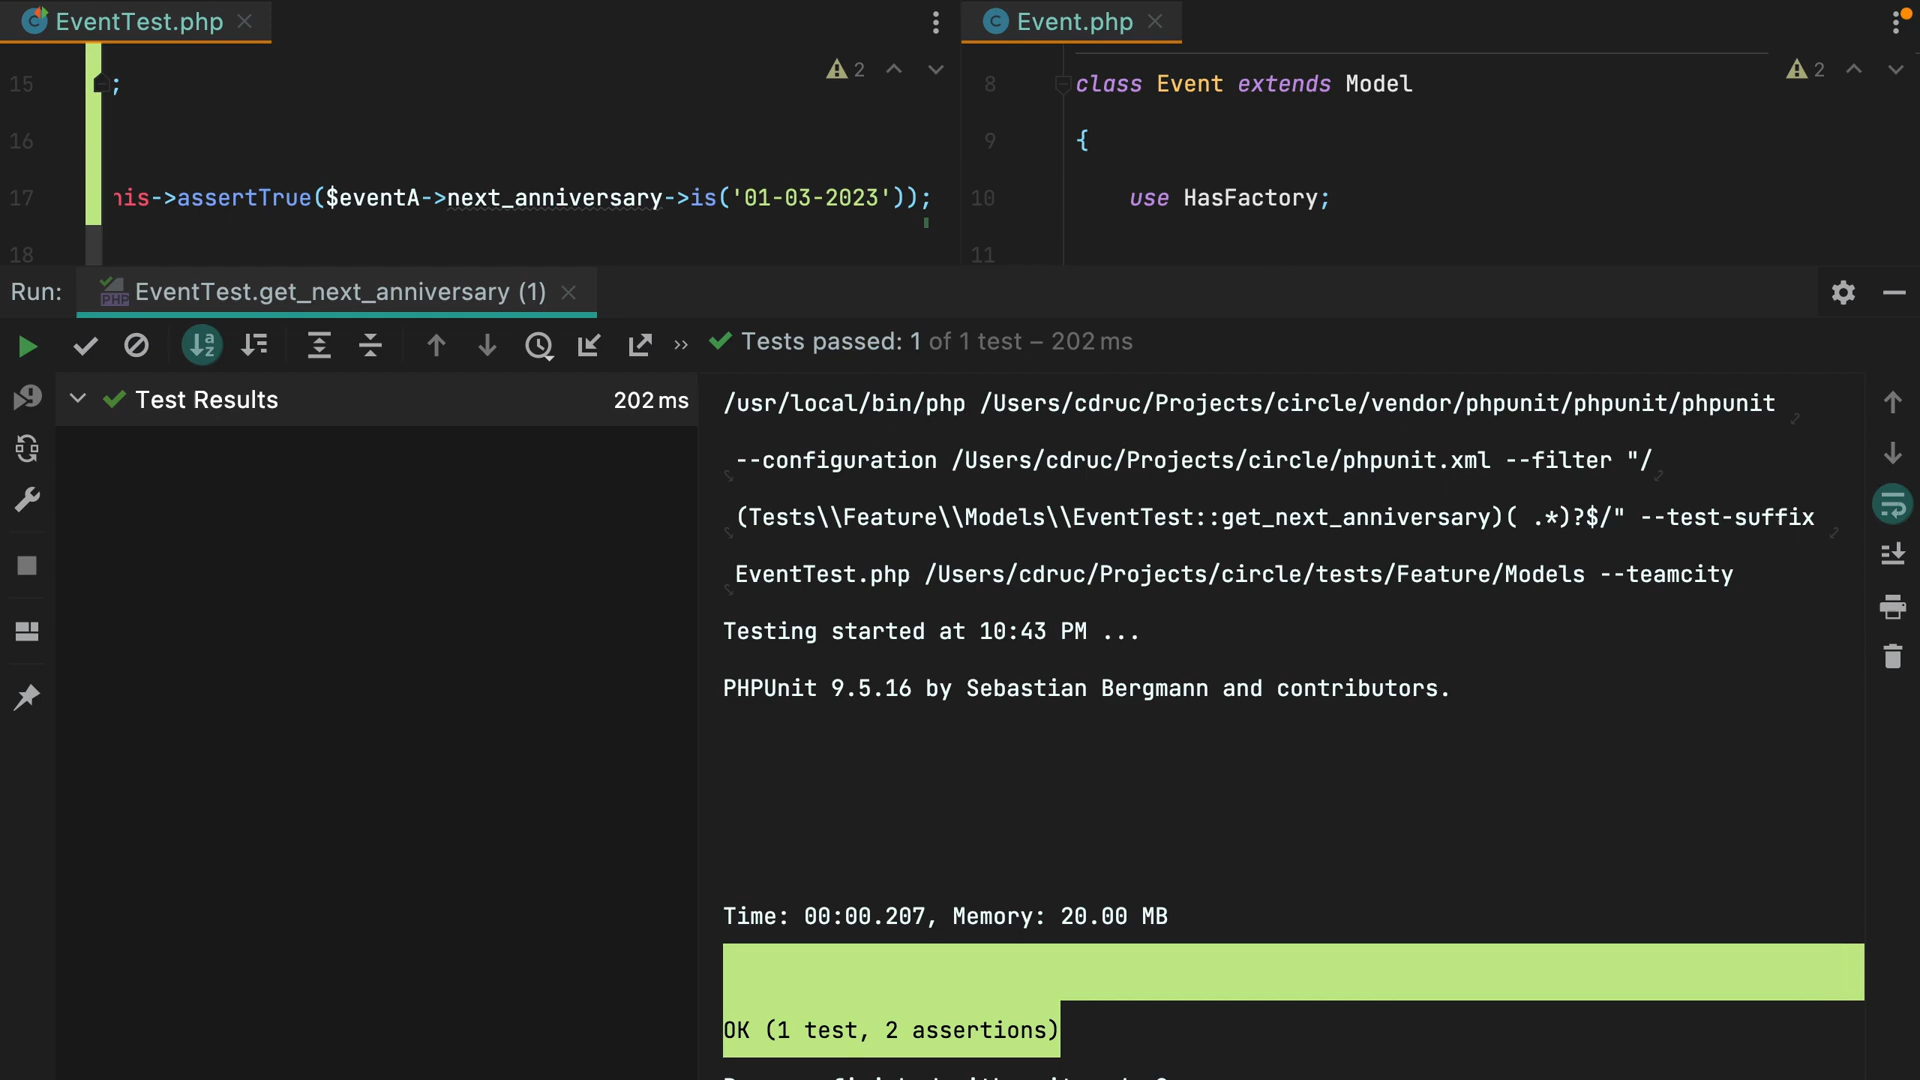 EventTest.php
Event.php
15 ;
2
16
17 his->assertTrue($eventA->next_anniversary->is('01-03-2023'));
18
2
8 class Event extends Model
9 {
10 use HasFactory;
11
Run: EventTest.get_next_anniversary (1)
Tests passed: 1 of 1 test – 202 ms
Test Results 202 ms
/usr/local/bin/php /Users/cdruc/Projects/circle/vendor/phpunit/phpunit/phpunit
--configuration /Users/cdruc/Projects/circle/phpunit.xml --filter "/
(Tests\\Feature\\Models\\EventTest::get_next_anniversary)( .*)?$/" --test-suffix
EventTest.php /Users/cdruc/Projects/circle/tests/Feature/Models --teamcity
Testing started at 10:43 PM ...
PHPUnit 9.5.16 by Sebastian Bergmann and contributors.
Time: 00:00.207, Memory: 20.00 MB
OK (1 test, 2 assertions)